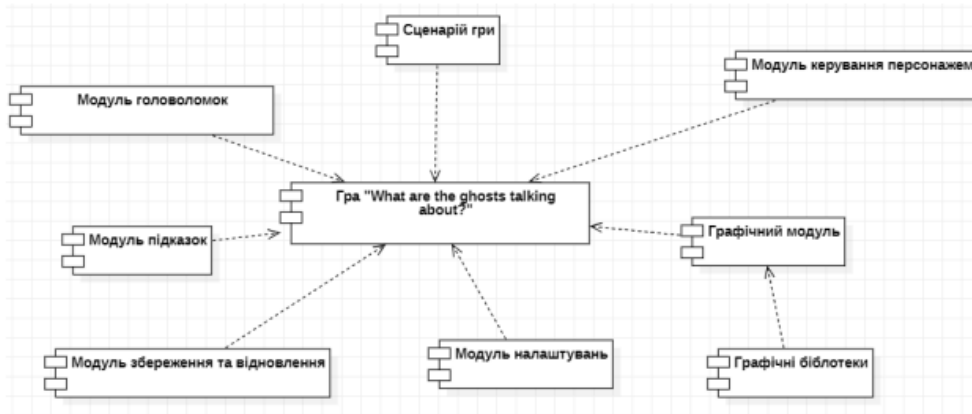 Сценарій гри
Модуль керування персонажем
Модуль головоломок
Гра "What are the ghosts talking
about?"
Модуль підказок
Графічний модуль
Модуль збереження та відновлення
Модуль налаштувань
Графічні біблотеки